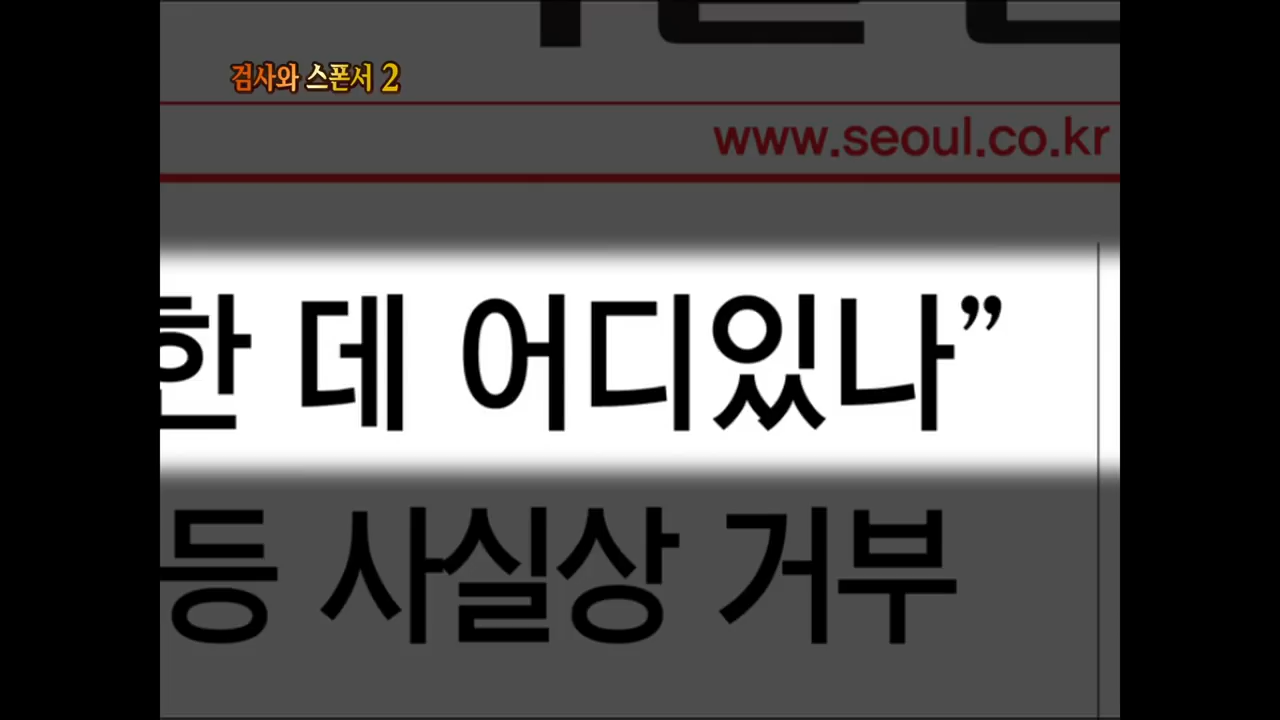 검사와 스폰서 2
www.seoul.co.kr
한 데 어디있나”
등 사실상 거부